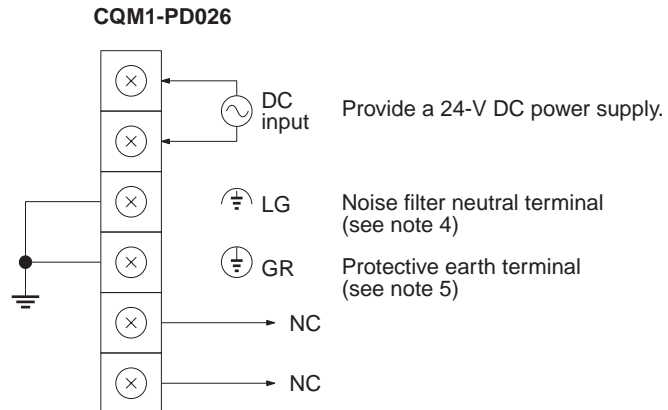 CQM1-PD026
DC
input
Provide a 24-V DC power supply.
LG
Noise filter neutral terminal
(see note 4)
GR
Protective earth terminal
(see note 5)
NC
NC